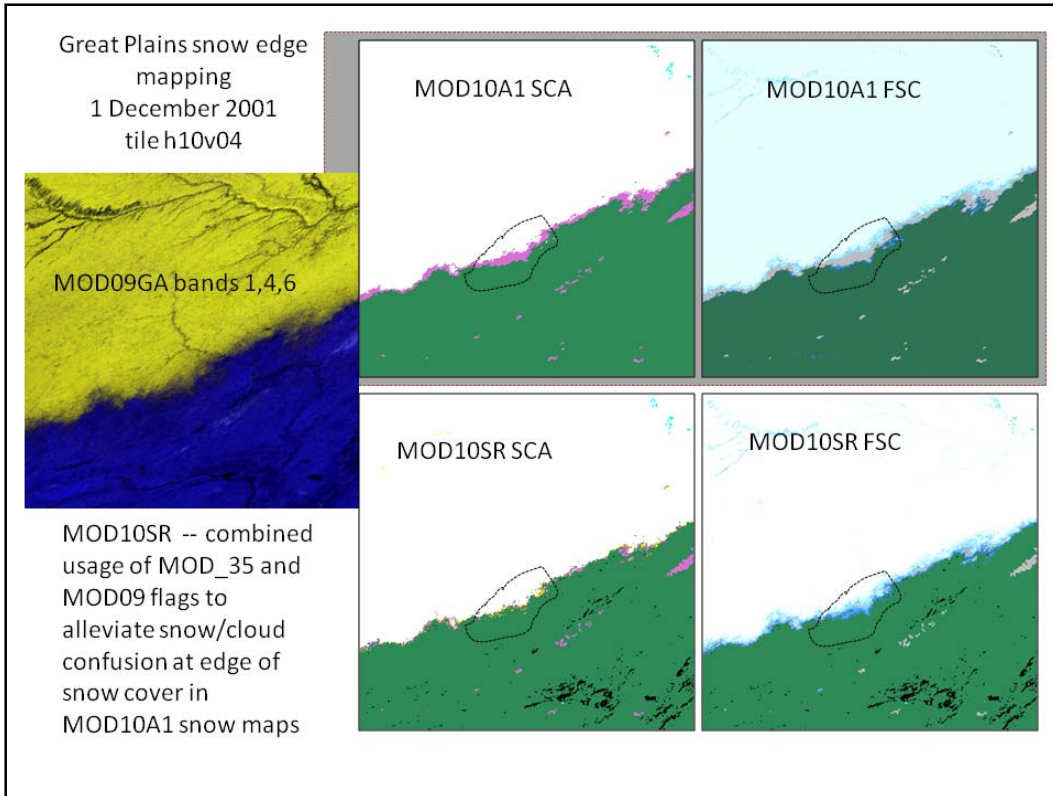 Great Plains snow edge
mapping
1 December 2001
tile h10v04
MOD10A1 SCA
MOD10A1 FSC
MOD09GA bands 1,4,6
MOD10SR SCA
MOD10SR FSC
MOD10SR -- combined
usage of MOD_35 and
MOD09 flags to
alleviate snow/cloud
confusion at edge of
snow cover in
MOD10A1 snow maps